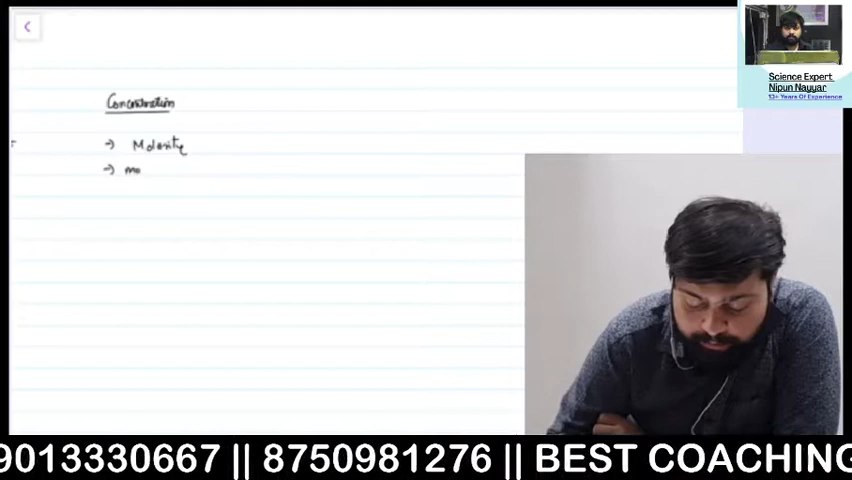 Concentration
→ Molarity
→ mo
Science Expert
Nipun Nayyar
13+ Years Of Experience
9013330667 || 8750981276 || BEST COACHING